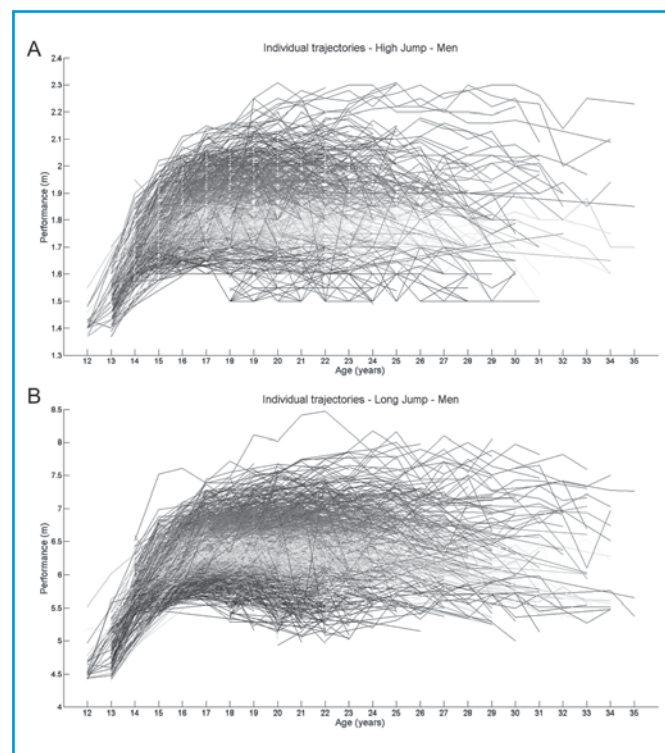 A
Individual trajectories - High Jump - Men
2.4
2.3
2.2
2.1
2
1.9
1.8
1.7
1.6
1.5
1.4
1.3
Performance (m)
12 13 14 15 16 17 18 19 20 21 22 23 24 25 26 27 28 29 30 31 32 33 34 35
Age (years)
B
Individual trajectories - Long Jump - Men
8.5
8
7.5
7
6.5
6
5.5
5
4.5
4
Performance (m)
12 13 14 15 16 17 18 19 20 21 22 23 24 25 26 27 28 29 30 31 32 33 34 35
Age (years)